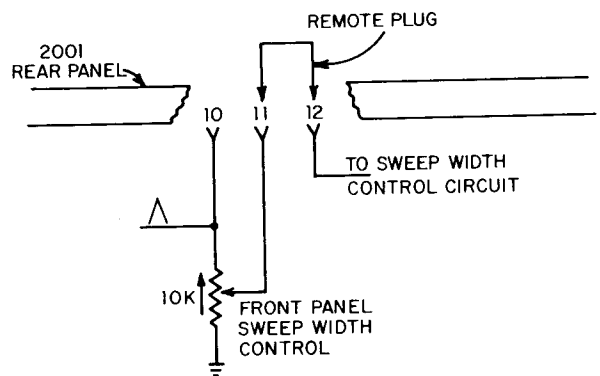 REMOTE PLUG
2001
REAR PANEL
10 11 12
TO SWEEP WIDTH
CONTROL CIRCUIT
10K
FRONT PANEL
SWEEP WIDTH
CONTROL